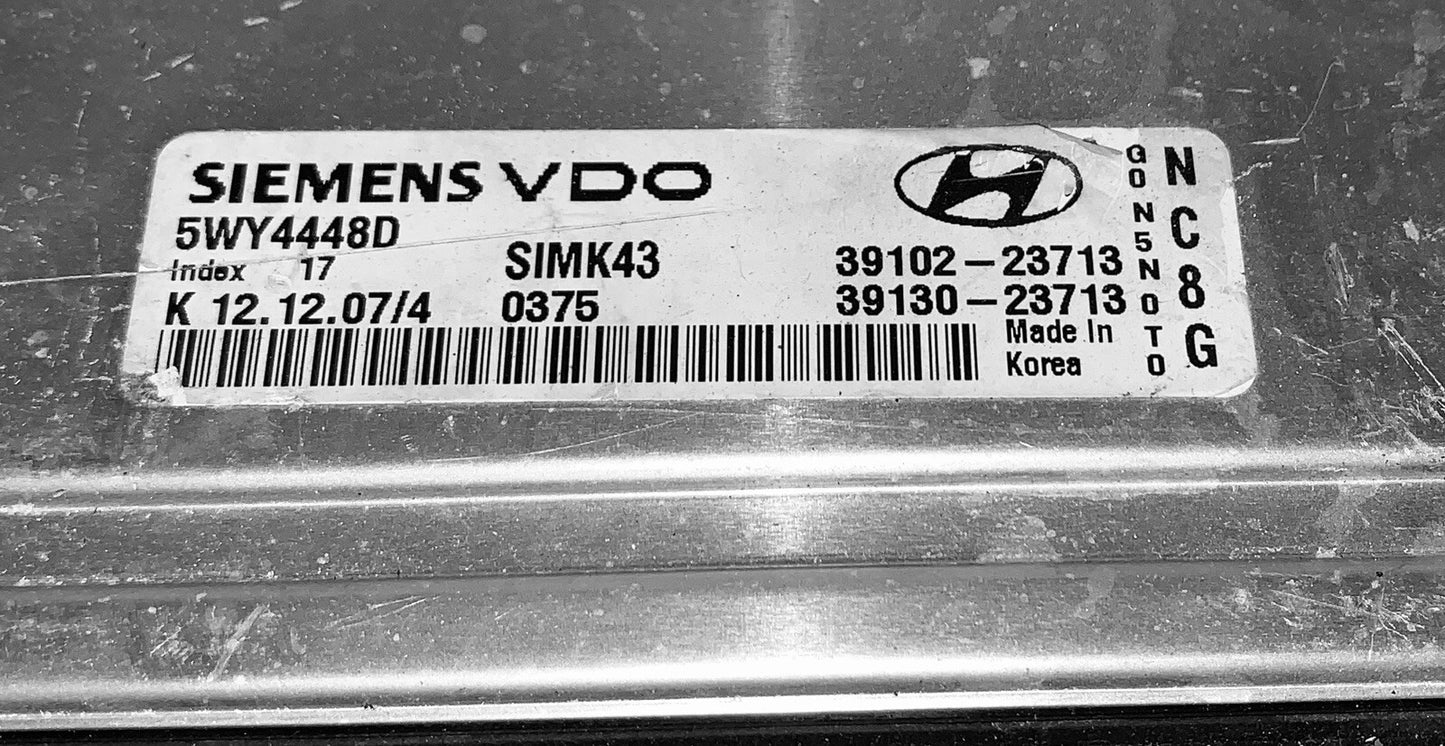 SIEMENS VDO
5WY4448D
Index 17
SIMK43
K 12.12.07/4
0375
39102-23713
39130-23713
Made In
Korea
G0N5N0T0
NC8G